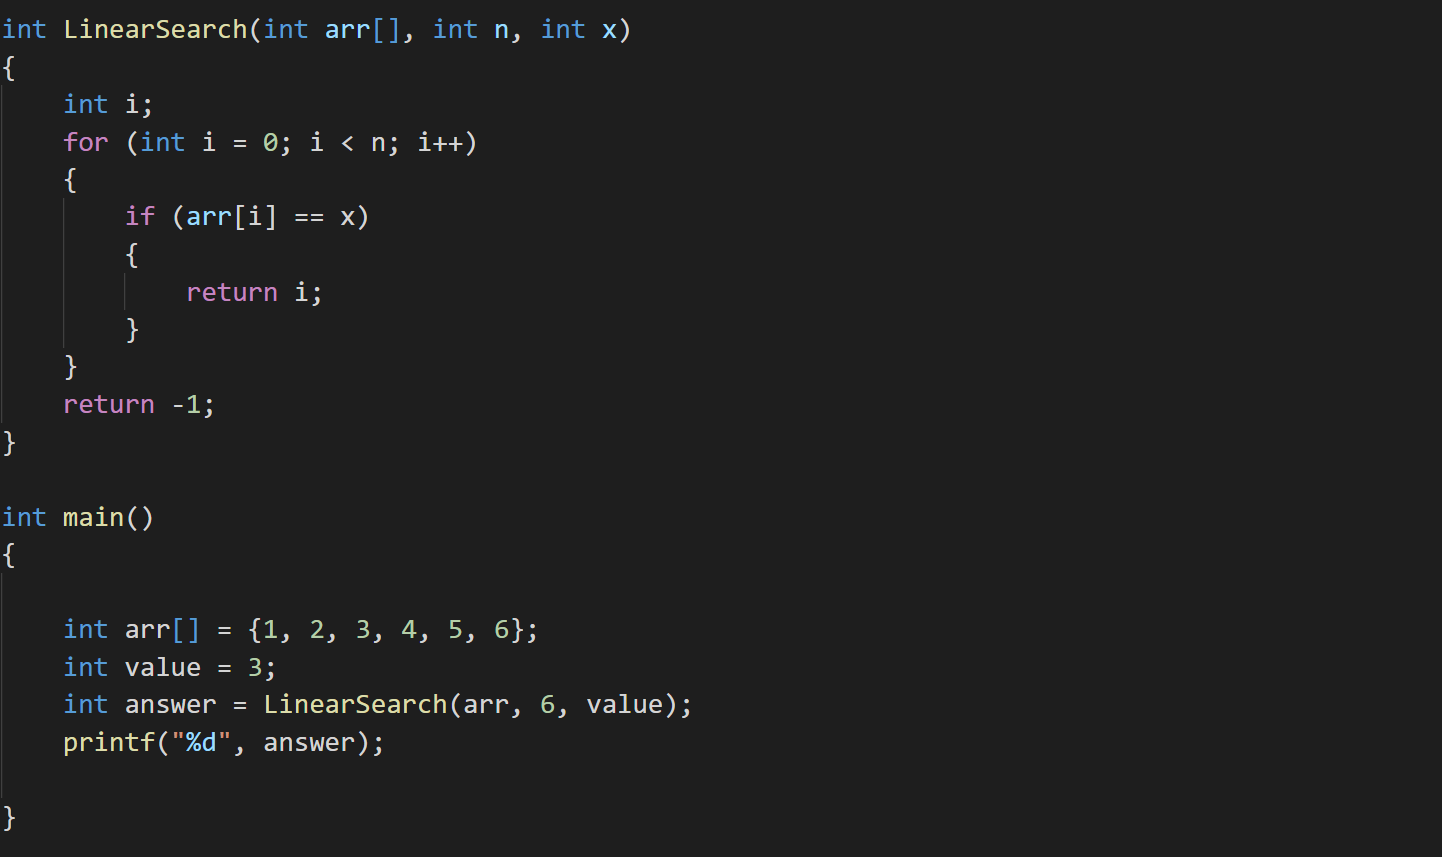 int LinearSearch(int arr[], int n, int x)
{
    int i;
    for (int i = 0; i < n; i++)
    {
        if (arr[i] == x)
        {
            return i;
        }
    }
    return -1;
}

int main()
{

    int arr[] = {1, 2, 3, 4, 5, 6};
    int value = 3;
    int answer = LinearSearch(arr, 6, value);
    printf("%d", answer);

}